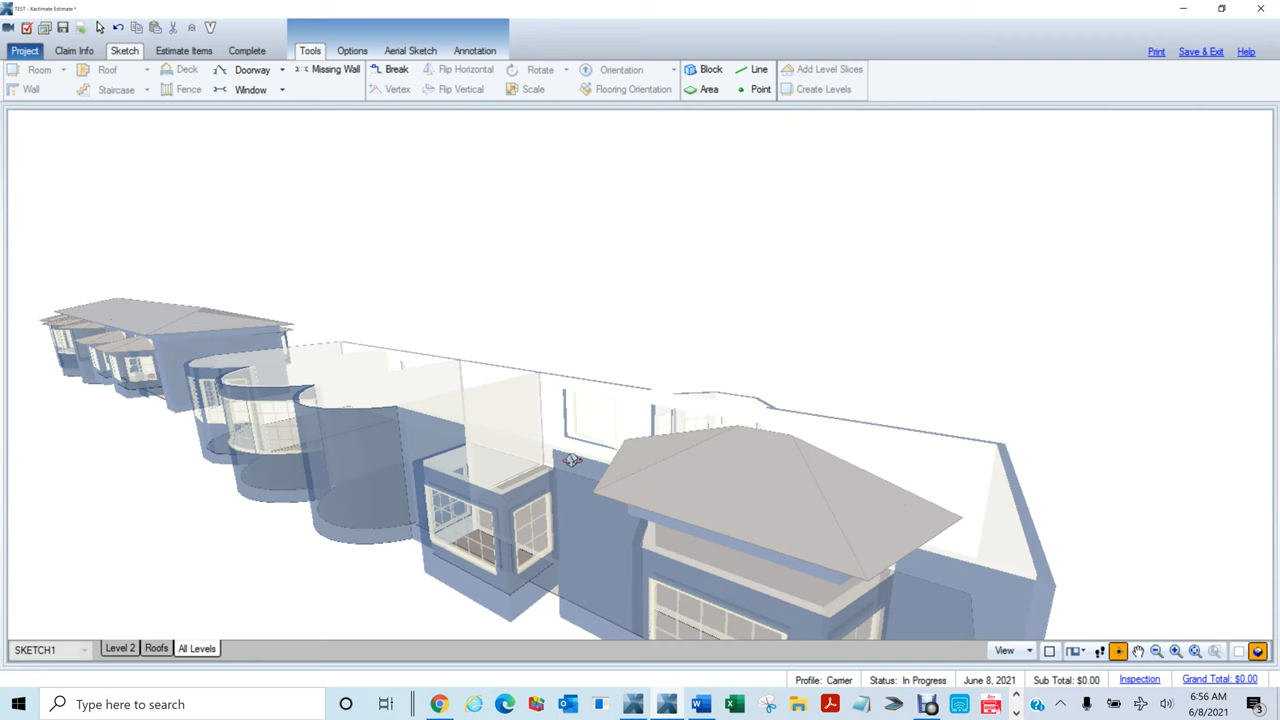 TEST - Xactimate Estimate*
Project Claim Info Sketch Estimate Items Complete Tools Options Aerial Sketch Annotation Print Save & Exit Help
Room Roof Deck Doorway Missing Wall Break Flip Horizontal Rotate Orientation Block Line Add Level Slices
Wall Staircase Fence Window Vertex Flip Vertical Scale Flooring Orientation Area Point Create Levels
SKETCH1 Level 2 Roofs All Levels View
Profile: Carrier Status: In Progress June 8, 2021 Sub Total: $0.00 Inspection Grand Total: $0.00
Type here to search
6:56 AM
6/8/2021
3